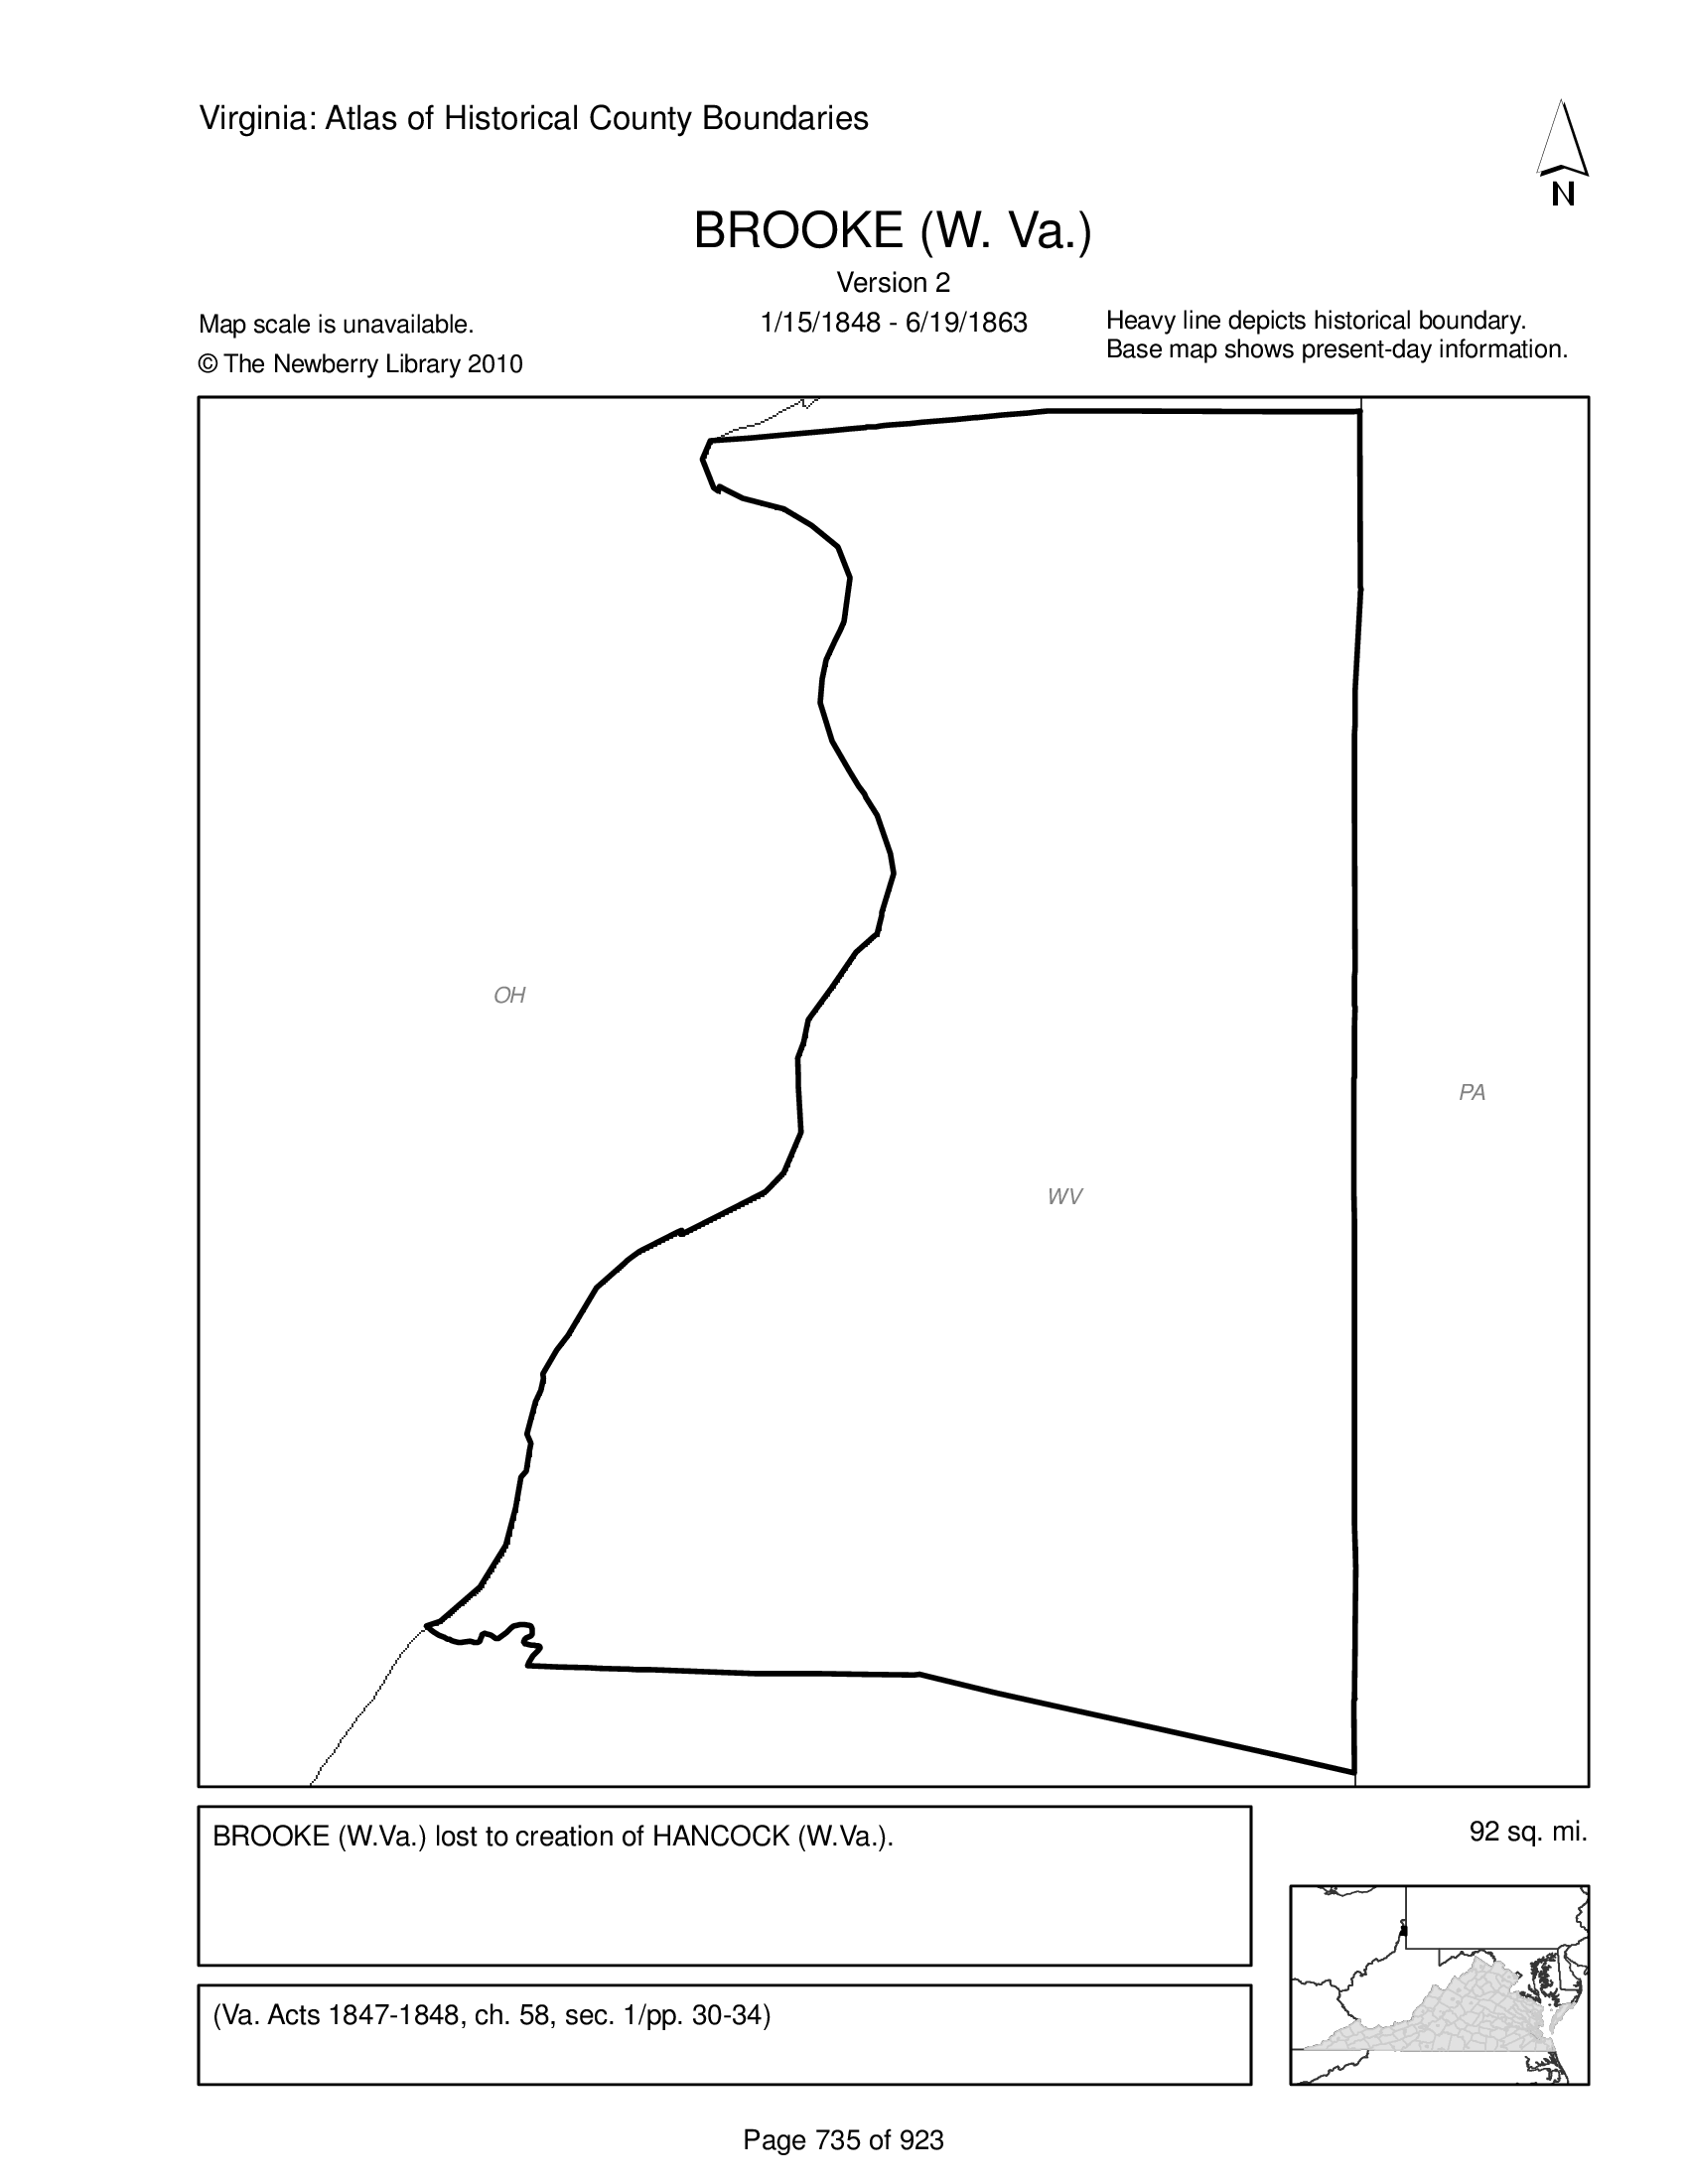 Virginia: Atlas of Historical County Boundaries
N
BROOKE (W. Va.)
Version 2
1/15/1848 - 6/19/1863
Map scale is unavailable.
© The Newberry Library 2010
Heavy line depicts historical boundary.
Base map shows present-day information.
OH
PA
WV
BROOKE (W.Va.) lost to creation of HANCOCK (W.Va.).
92 sq. mi.
(Va. Acts 1847-1848, ch. 58, sec. 1/pp. 30-34)
Page 735 of 923